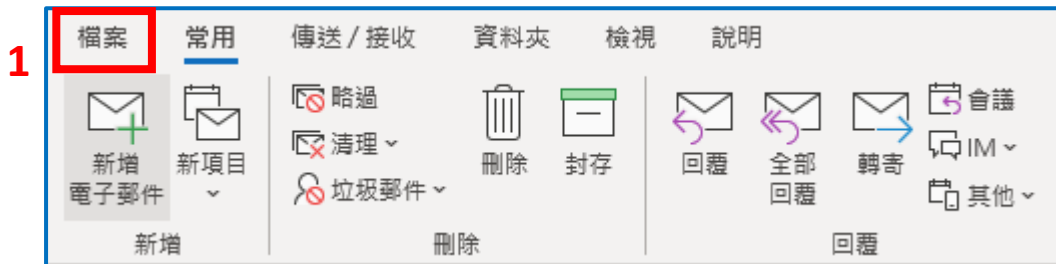 1
檔案 常用 傳送 / 接收 資料夾 檢視 說明
新增
電子郵件
新項目
略過
清理
垃圾郵件
刪除
封存
回覆
全部
回覆
轉寄
會議
IM
其他
新增 刪除 回覆